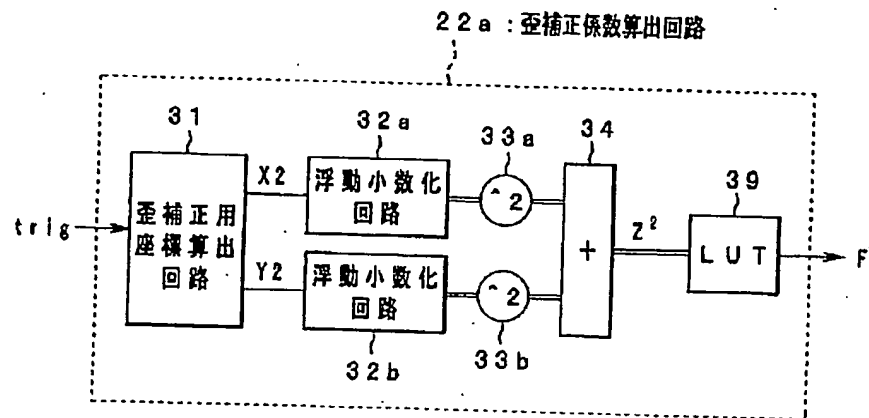 22a:歪補正係数算出回路
31
32a
33a
34
39
trig
歪補正用
座標算出
回路
X2
浮動小数化
回路
^2
+
Z²
LUT
F
Y2
浮動小数化
回路
^2
32b
33b